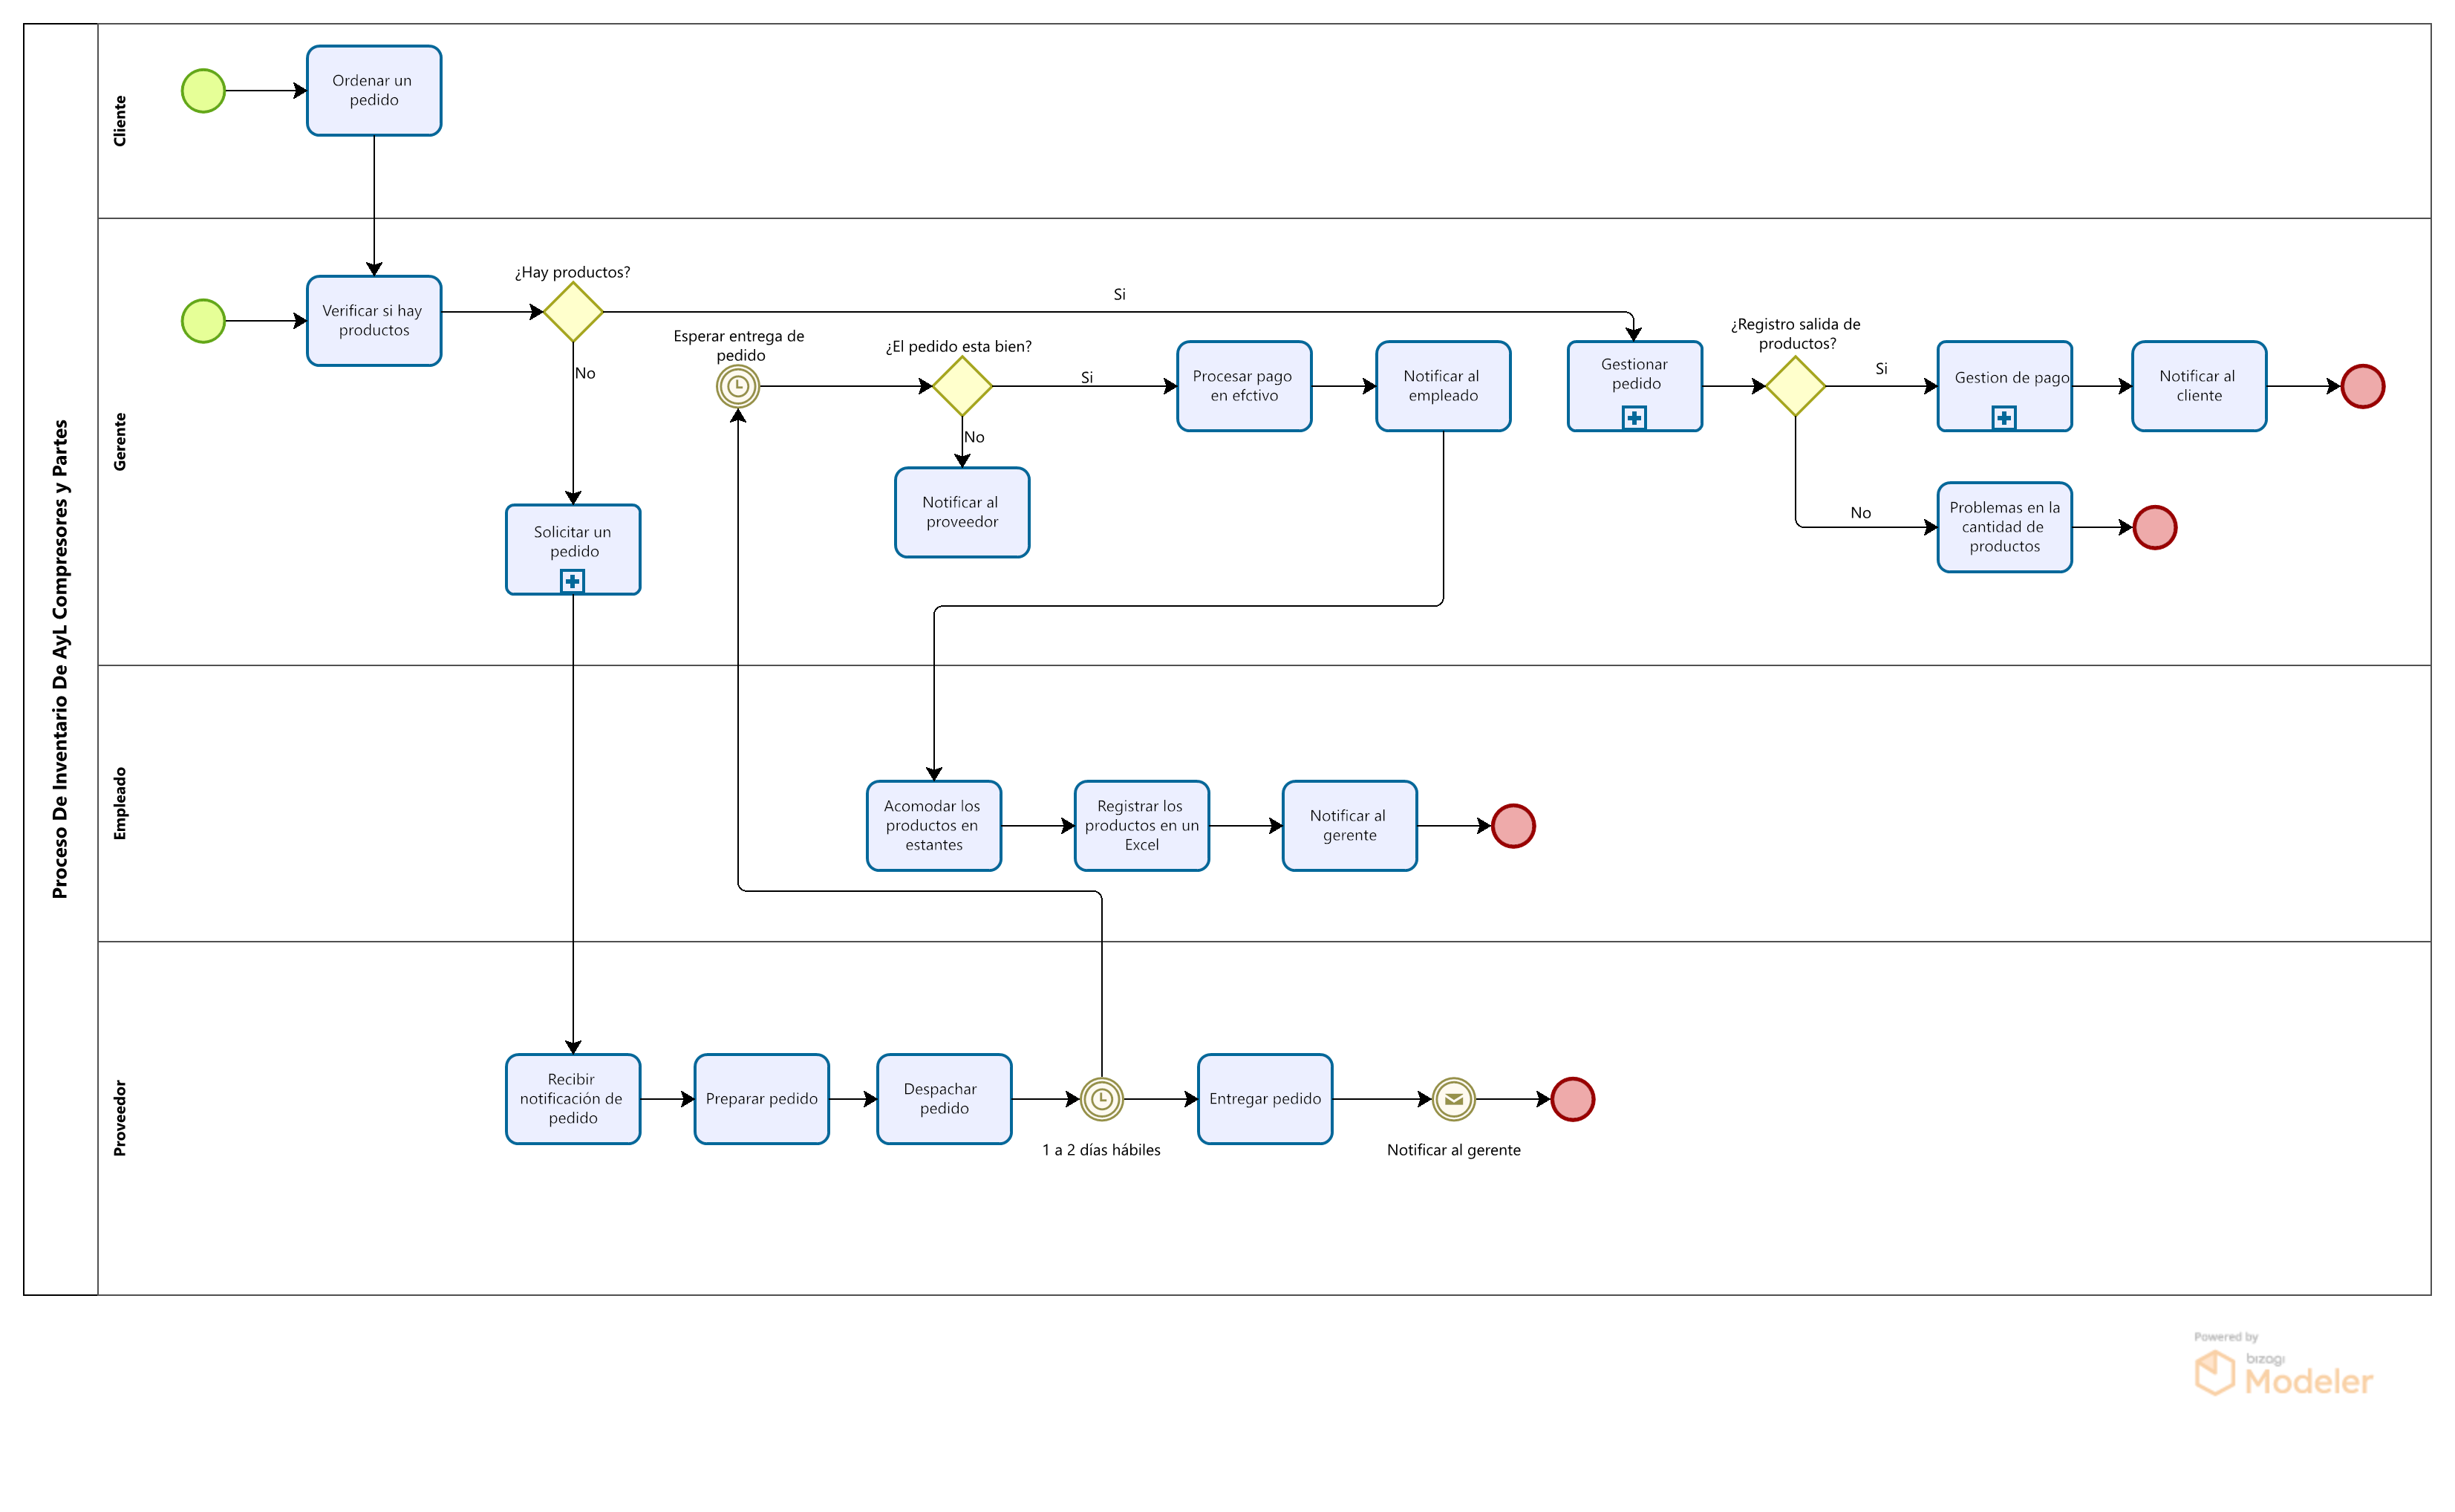 Proceso De Inventario De AyL Compresores y Partes
Cliente
Ordenar un
pedido
Gerente
Verificar si hay
productos
¿Hay productos?
Si
No
Solicitar un
pedido
Esperar entrega de
pedido
¿El pedido esta bien?
Si
No
Notificar al
proveedor
Procesar pago
en efctivo
Notificar al
empleado
Gestionar
pedido
¿Registro salida de
productos?
Si
No
Gestion de pago
Notificar al
cliente
Problemas en la
cantidad de
productos
Empleado
Acomodar los
productos en
estantes
Registrar los
productos en un
Excel
Notificar al
gerente
Proveedor
Recibir
notificación de
pedido
Preparar pedido
Despachar
pedido
1 a 2 días hábiles
Entregar pedido
Notificar al gerente
Powered by
bizagi
Modeler